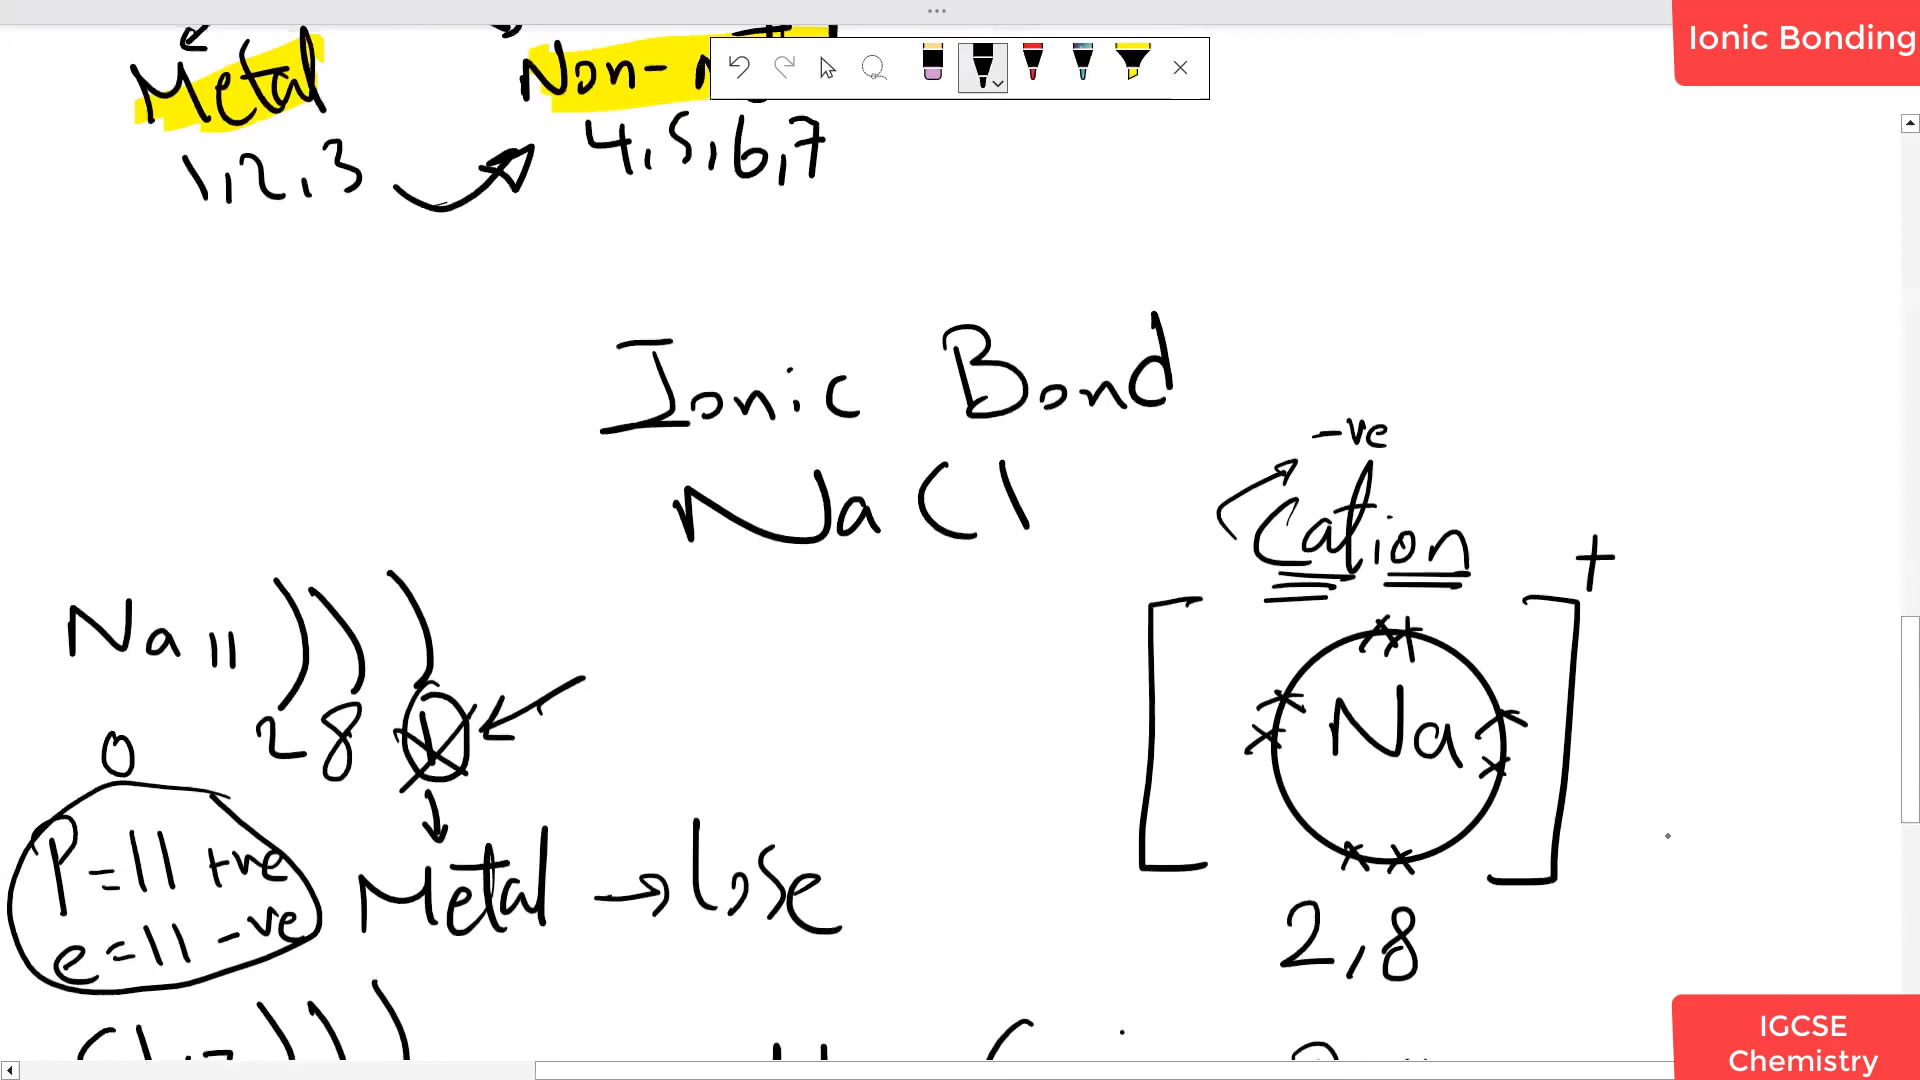 Ionic Bonding
Metal
Non-
1,2,3
4,5,6,7
Ionic Bond
NaCl
-ve
Cation
+
Na 11
2 8 1
Na
0
P=11 +ve
e=11 -ve
Metal → lose
2,8
IGCSE
Chemistry